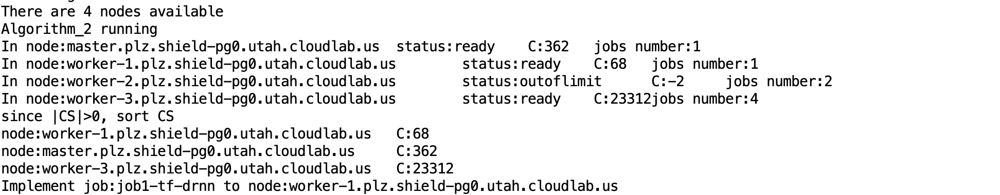 There are 4 nodes available
Algorithm_2 running
In node:master.plz.shield-pg0.utah.cloudlab.us  status:ready    C:362   jobs number:1
In node:worker-1.plz.shield-pg0.utah.cloudlab.us        status:ready    C:68   jobs number:1
In node:worker-2.plz.shield-pg0.utah.cloudlab.us        status:outoflimit      C:-2     jobs number:2
In node:worker-3.plz.shield-pg0.utah.cloudlab.us        status:ready    C:23312jobs number:4
since |CS|>0, sort CS
node:worker-1.plz.shield-pg0.utah.cloudlab.us   C:68
node:master.plz.shield-pg0.utah.cloudlab.us     C:362
node:worker-3.plz.shield-pg0.utah.cloudlab.us   C:23312
Implement job:job1-tf-drnn to node:worker-1.plz.shield-pg0.utah.cloudlab.us